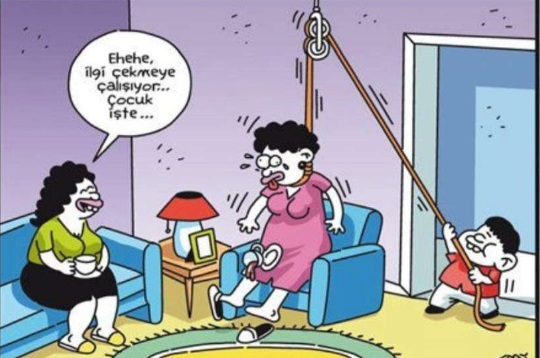 Ehehe,
ilgi çekmeye
çalışıyor...
Çocuk
işte...